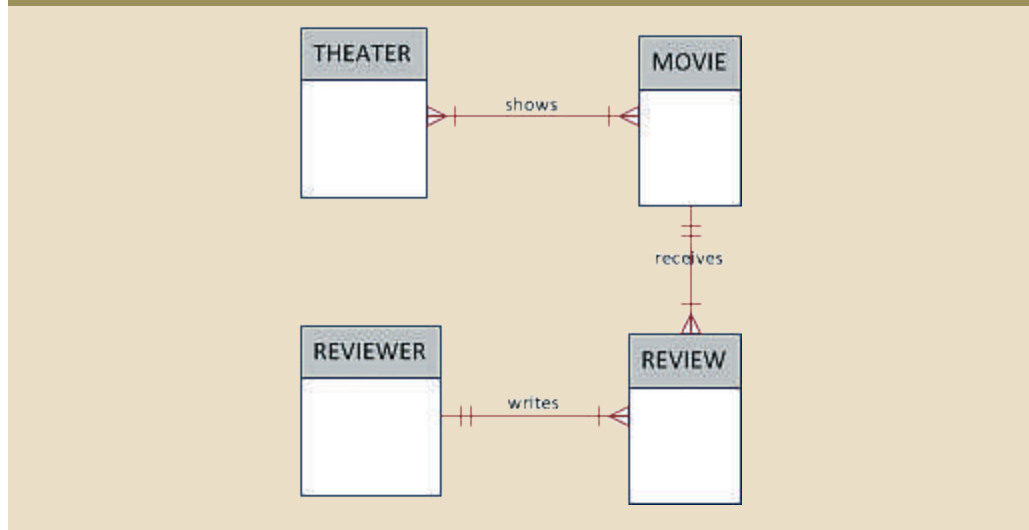 THEATER
MOVIE
shows
receives
REVIEWER
REVIEW
writes